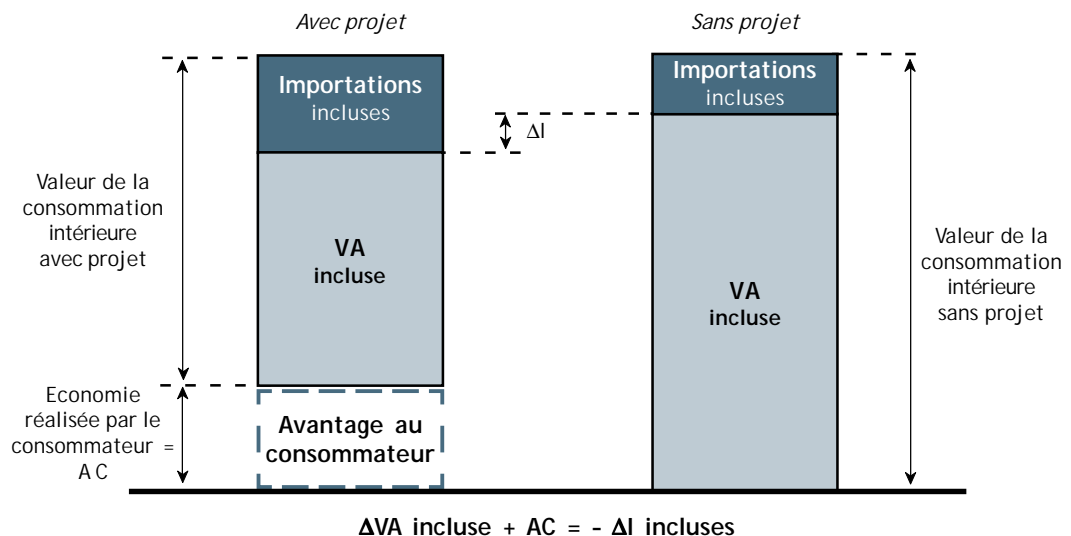 Avec projet
Sans projet
Importations
incluses
Importations
incluses
ΔI
Valeur de la
consommation
intérieure
avec projet
VA
incluse
VA
incluse
Valeur de la
consommation
intérieure
sans projet
Economie
réalisée par le
consommateur =
AC
Avantage au
consommateur
ΔVA incluse + AC = - ΔI incluses